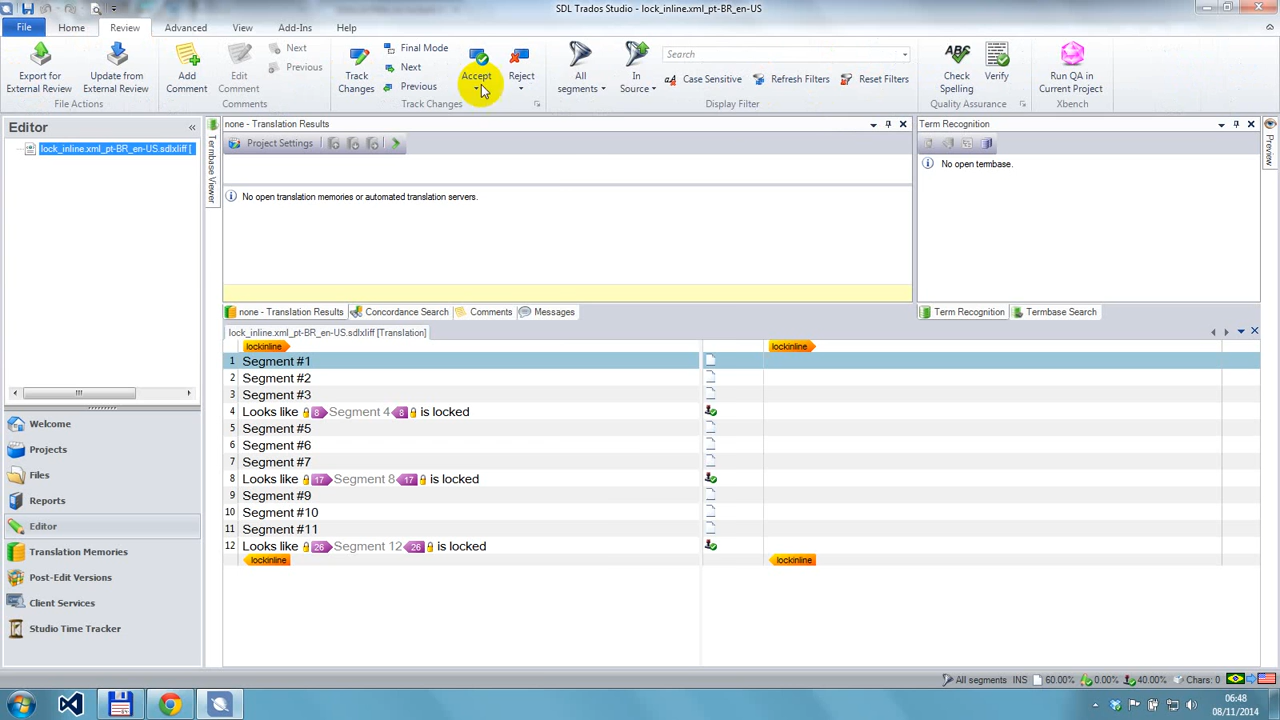 SDL Trados Studio - lock_inline.xml_pt-BR_en-US
File Home Review Advanced View Add-Ins Help
Export for External Review
Update from External Review
File Actions
Add Comment
Edit Comment
Next
Previous
Comments
Track Changes
Final Mode
Next
Previous
Accept
Reject
Track Changes
All segments
In Source
Search
Case Sensitive
Refresh Filters
Reset Filters
Display Filter
ABC
Check Spelling
Verify
Quality Assurance
Run QA in Current Project
Xbench
Editor
lock_inline.xml_pt-BR_en-US.sdlxliff [
Welcome
Projects
Files
Reports
Editor
Translation Memories
Post-Edit Versions
Client Services
Studio Time Tracker
Termbase Viewer
none - Translation Results
Project Settings
No open translation memories or automated translation servers.
none - Translation Results Concordance Search Comments Messages
Term Recognition
No open termbase.
Term Recognition Termbase Search
Preview
lock_inline.xml_pt-BR_en-US.sdlxliff [Translation]
lockinline lockinline
1 Segment #1
2 Segment #2
3 Segment #3
4 Looks like 8 Segment 4 8 is locked
5 Segment #5
6 Segment #6
7 Segment #7
8 Looks like 17 Segment 8 17 is locked
9 Segment #9
10 Segment #10
11 Segment #11
12 Looks like 26 Segment 12 26 is locked
lockinline lockinline
All segments INS 60.00% 0.00% 40.00% Chars: 0
06:48
08/11/2014